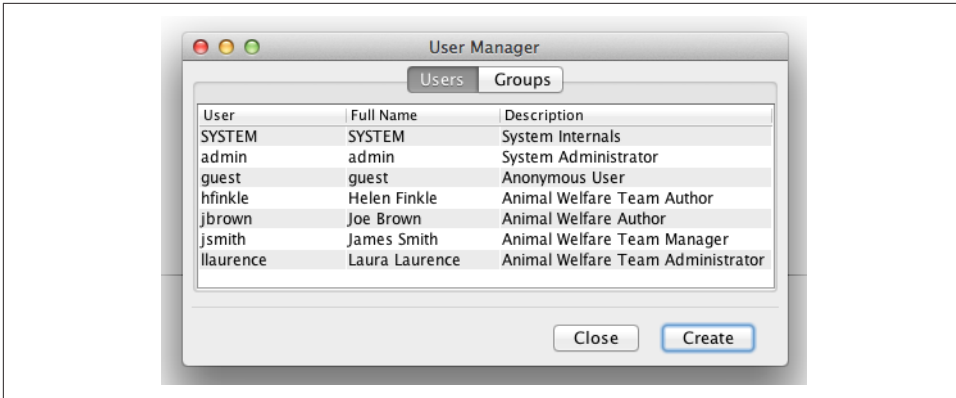 User Manager
Users Groups
User Full Name Description
SYSTEM SYSTEM System Internals
admin admin System Administrator
guest guest Anonymous User
hfinkle Helen Finkle Animal Welfare Team Author
jbrown Joe Brown Animal Welfare Author
jsmith James Smith Animal Welfare Team Manager
llaurence Laura Laurence Animal Welfare Team Administrator
Close Create